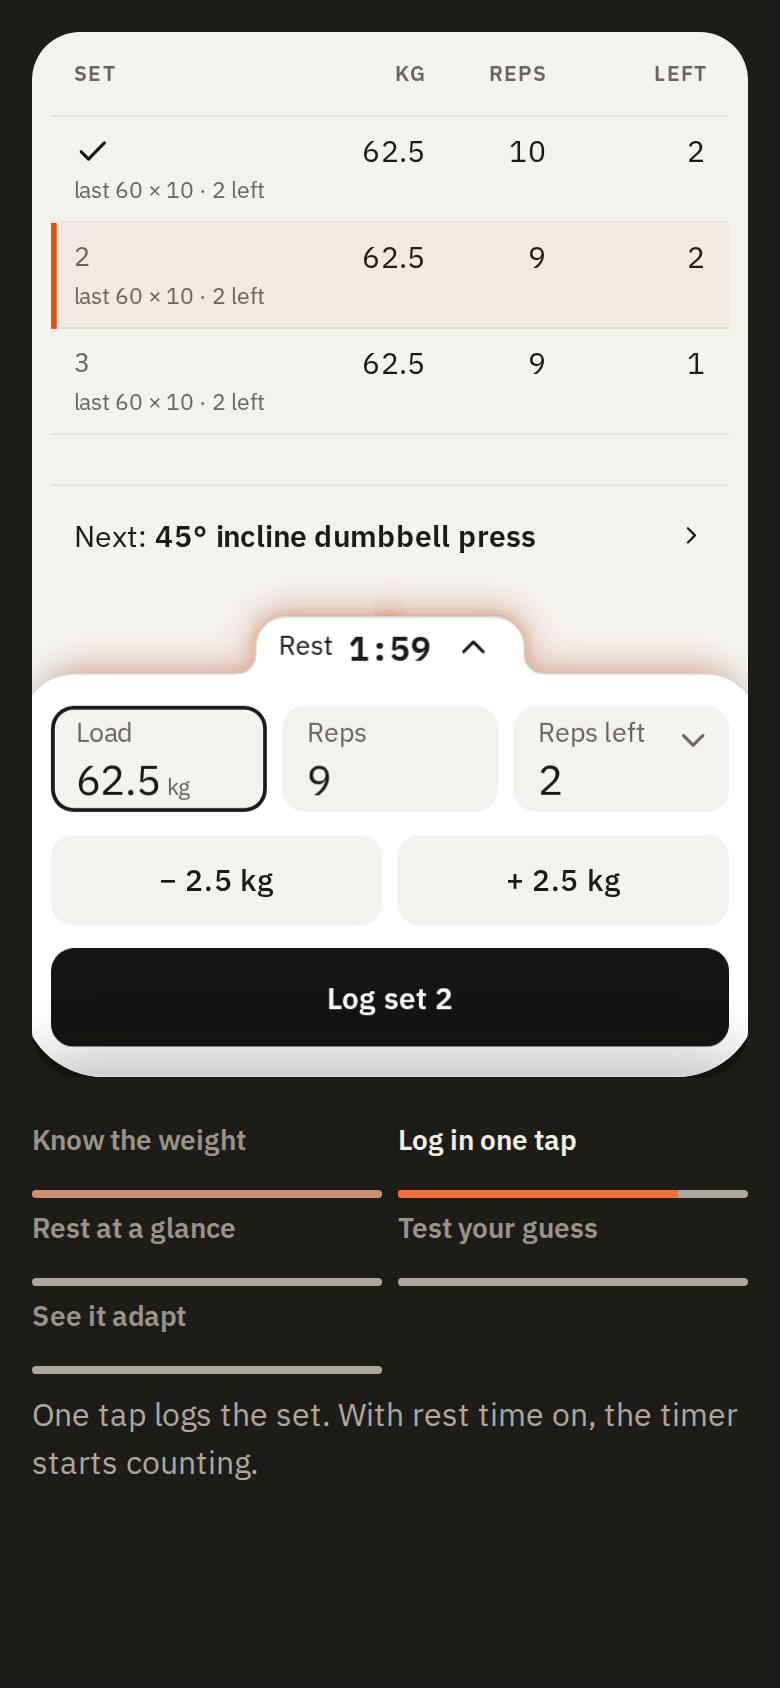 SET KG REPS LEFT
62.5 10 2
last 60 × 10 · 2 left
2 62.5 9 2
last 60 × 10 · 2 left
3 62.5 9 1
last 60 × 10 · 2 left
Next: 45° incline dumbbell press
Rest 1:59
Load Reps Reps left
62.5 kg 9 2
− 2.5 kg + 2.5 kg
Log set 2
Know the weight Log in one tap
Rest at a glance Test your guess
See it adapt
One tap logs the set. With rest time on, the timer
starts counting.